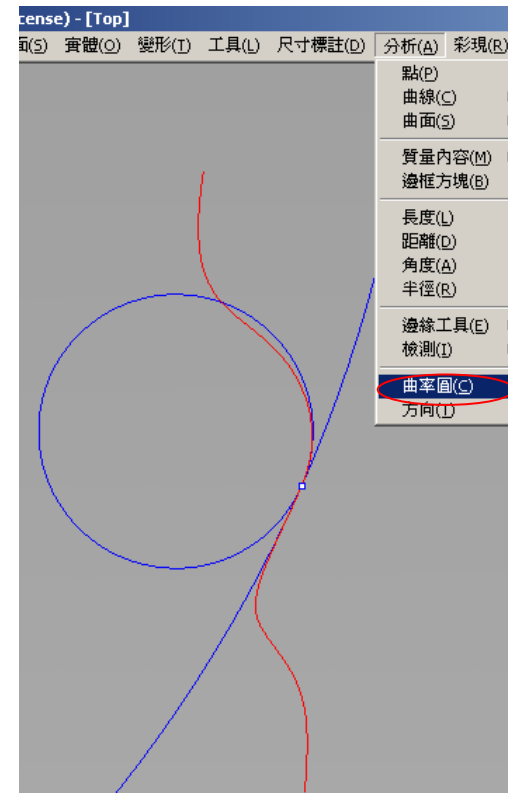 cense) - [Top]
面(S) 實體(O) 變形(T) 工具(L) 尺寸標註(D) 分析(A) 彩現(R)
點(P)
曲線(C)
曲面(S)
質量內容(M)
邊框方塊(B)
長度(L)
距離(D)
角度(A)
半徑(R)
邊緣工具(E)
檢測(I)
曲率圖(C)
方向(T)